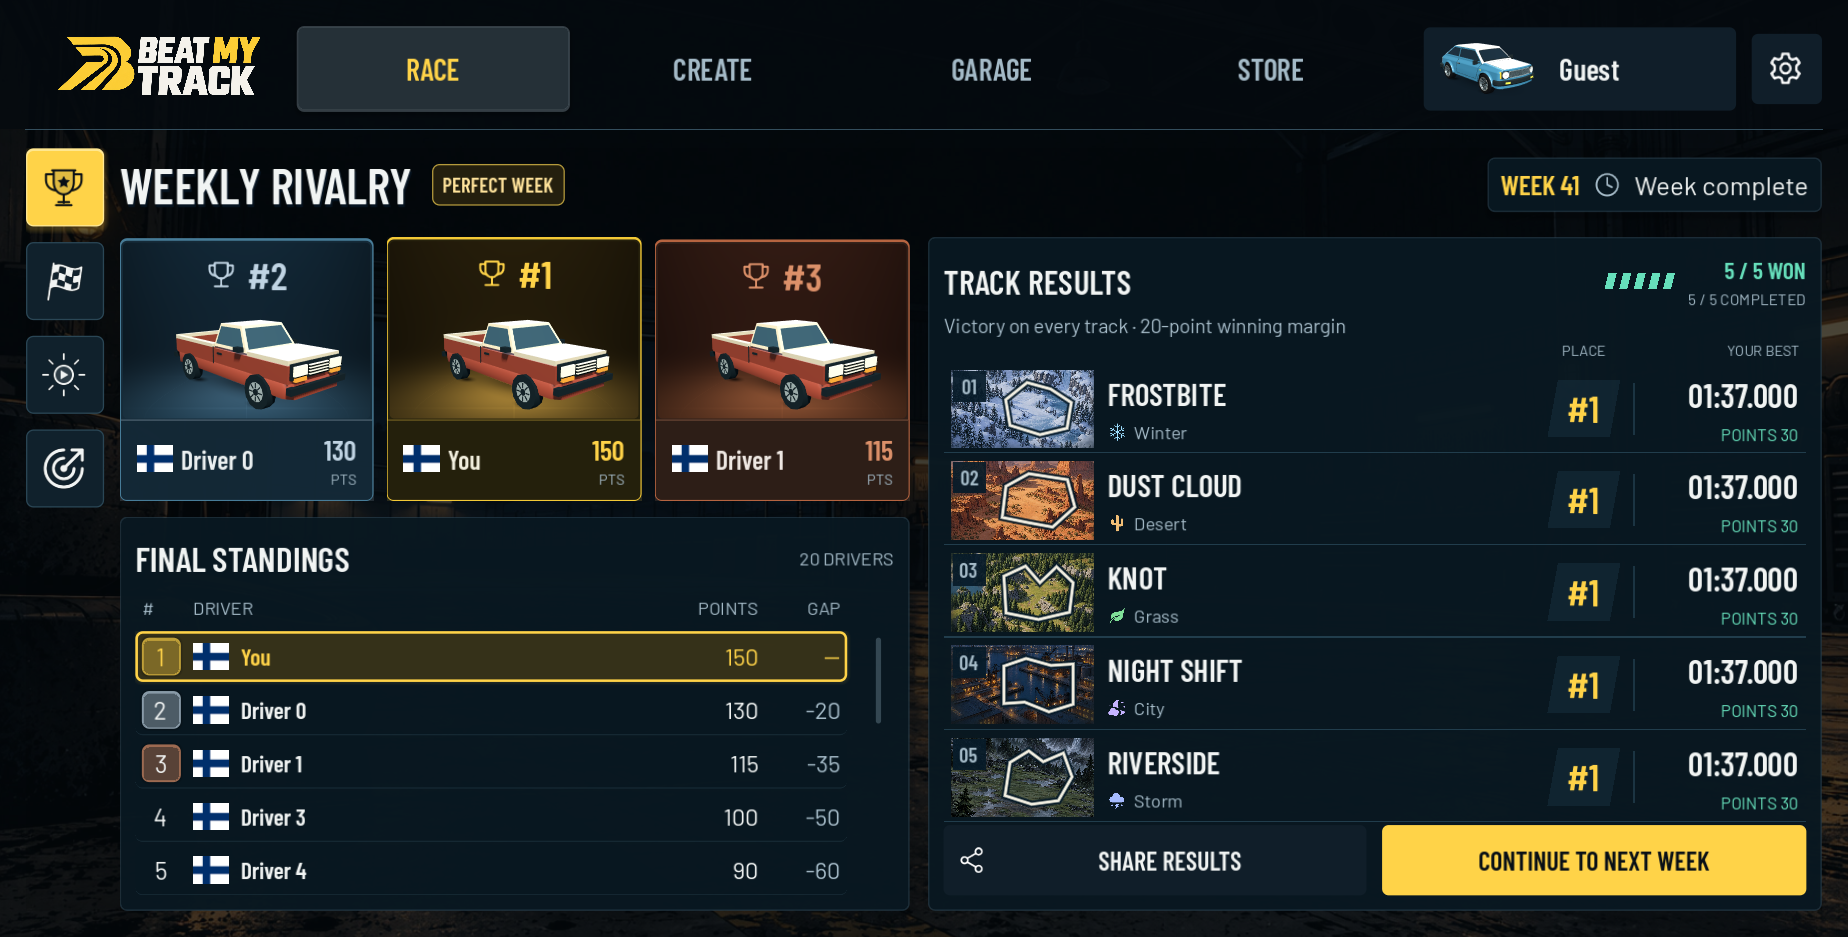 BEAT MY
TRACK
RACE
CREATE
GARAGE
STORE
Guest
WEEKLY RIVALRY
PERFECT WEEK
WEEK 41
Week complete
#2
Driver 0
130
PTS
#1
You
150
PTS
#3
Driver 1
115
PTS
FINAL STANDINGS
20 DRIVERS
# DRIVER POINTS GAP
1 You 150 –
2 Driver 0 130 -20
3 Driver 1 115 -35
4 Driver 3 100 -50
5 Driver 4 90 -60
TRACK RESULTS
5 / 5 WON
5 / 5 COMPLETED
Victory on every track · 20-point winning margin
PLACE YOUR BEST
01 FROSTBITE #1 01:37.000
Winter POINTS 30
02 DUST CLOUD #1 01:37.000
Desert POINTS 30
03 KNOT #1 01:37.000
Grass POINTS 30
04 NIGHT SHIFT #1 01:37.000
City POINTS 30
05 RIVERSIDE #1 01:37.000
Storm POINTS 30
SHARE RESULTS
CONTINUE TO NEXT WEEK